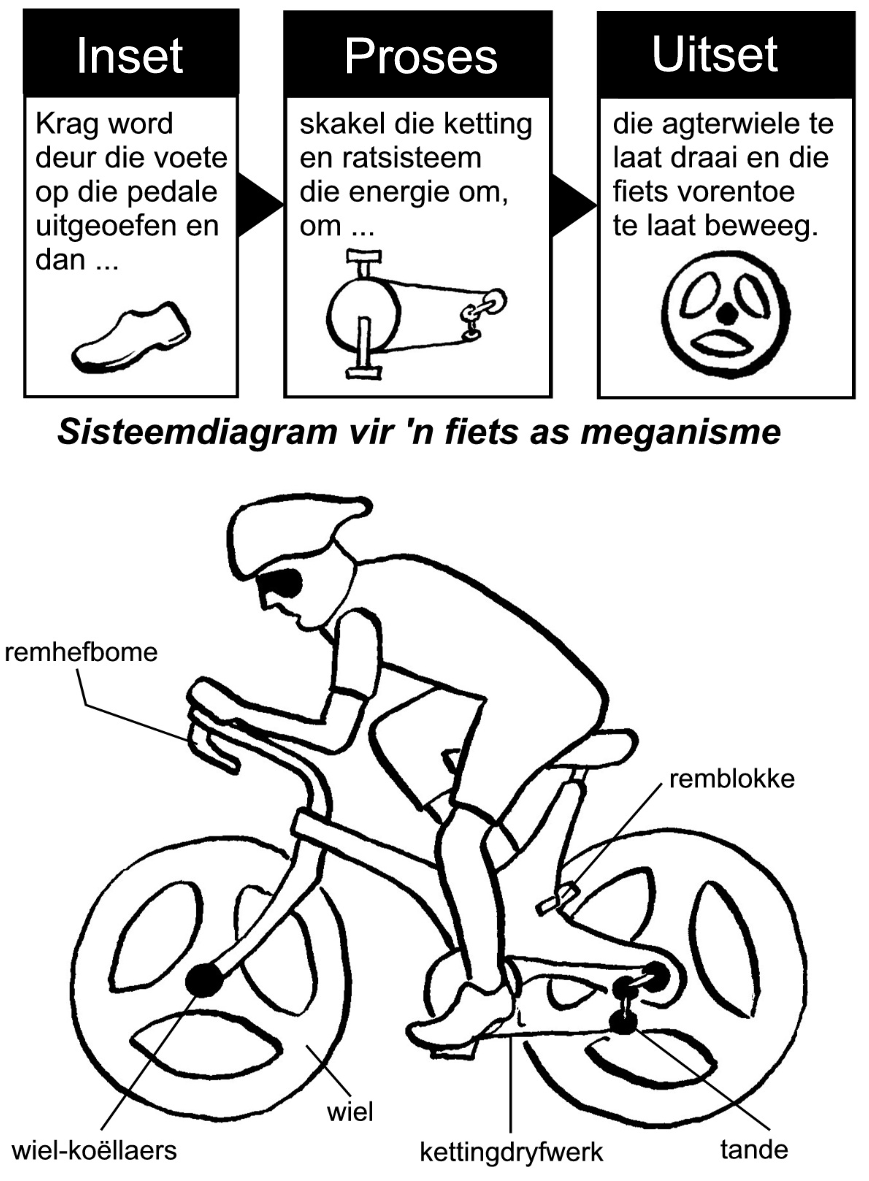 Inset
Krag word
deur die voete
op die pedale
uitgeoefen en
dan ...
Proses
skakel die ketting
en ratsisteem
die energie om,
om ...
Uitset
die agterwiele te
laat draai en die
fiets vorentoe
te laat beweeg.
Sisteemdiagram vir 'n fiets as meganisme
remhefbome
remblokke
wiel
wiel-koëllaers
kettingdryfwerk
tande